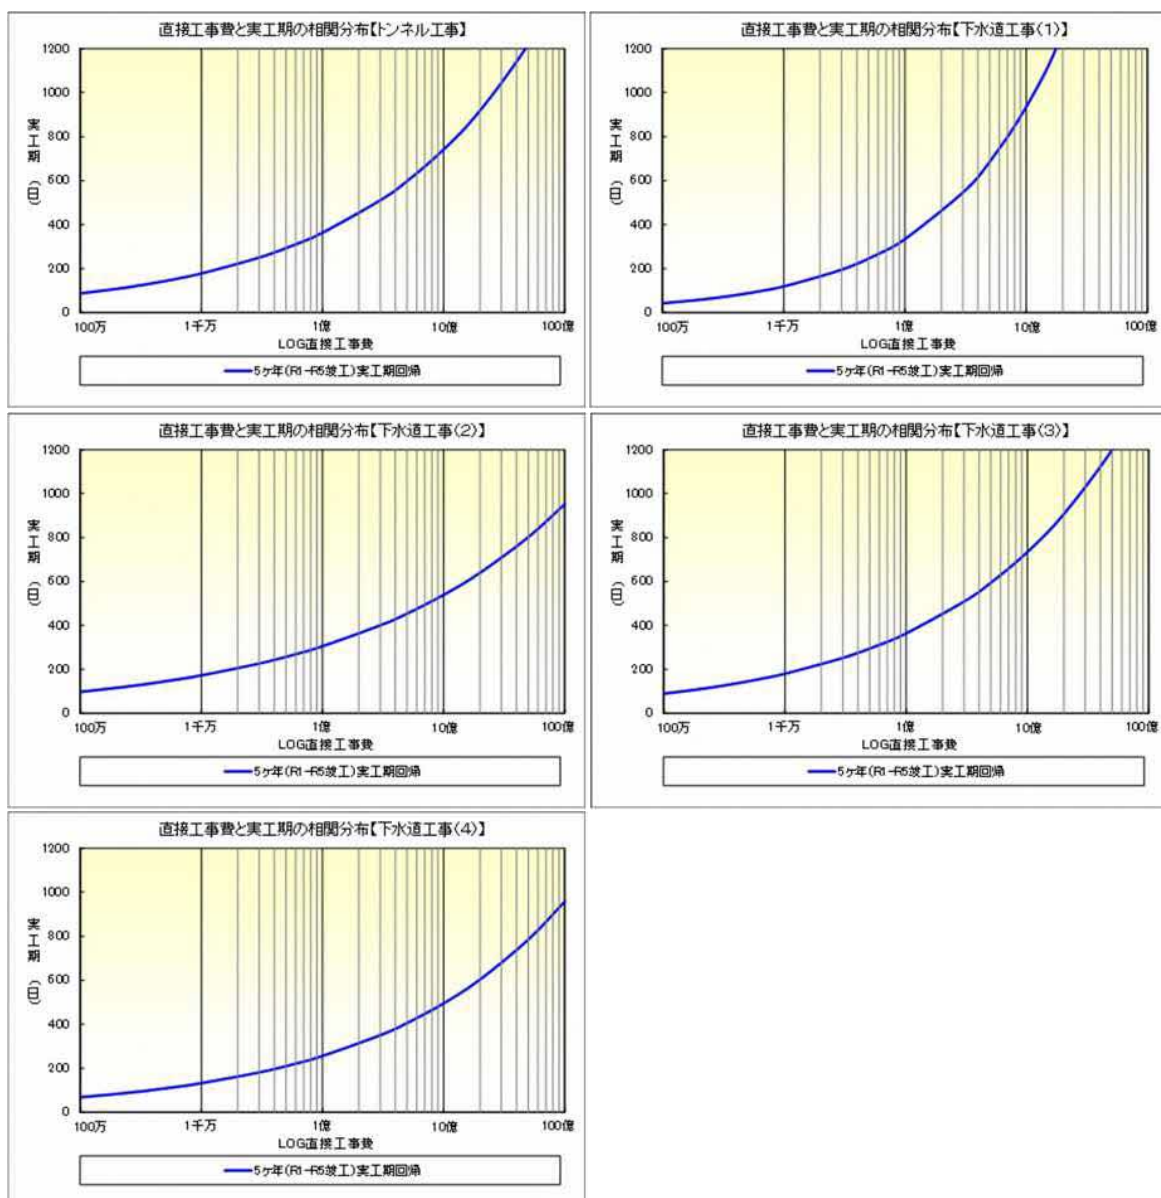 直接工事費と実工期の相関分布【トンネル工事】
1200
1000
800
600
400
200
0
実工期(日)
100万 1千万 1億 10億 100億
LOG直接工事費
5ヶ年(R1-R5竣工)実工期回帰
直接工事費と実工期の相関分布【下水道工事(1)】
1200
1000
800
600
400
200
0
実工期(日)
100万 1千万 1億 10億 100億
LOG直接工事費
5ヶ年(R1-R5竣工)実工期回帰
直接工事費と実工期の相関分布【下水道工事(2)】
1200
1000
800
600
400
200
0
実工期(日)
100万 1千万 1億 10億 100億
LOG直接工事費
5ヶ年(R1-R5竣工)実工期回帰
直接工事費と実工期の相関分布【下水道工事(3)】
1200
1000
800
600
400
200
0
実工期(日)
100万 1千万 1億 10億 100億
LOG直接工事費
5ヶ年(R1-R5竣工)実工期回帰
直接工事費と実工期の相関分布【下水道工事(4)】
1200
1000
800
600
400
200
0
実工期(日)
100万 1千万 1億 10億 100億
LOG直接工事費
5ヶ年(R1-R5竣工)実工期回帰